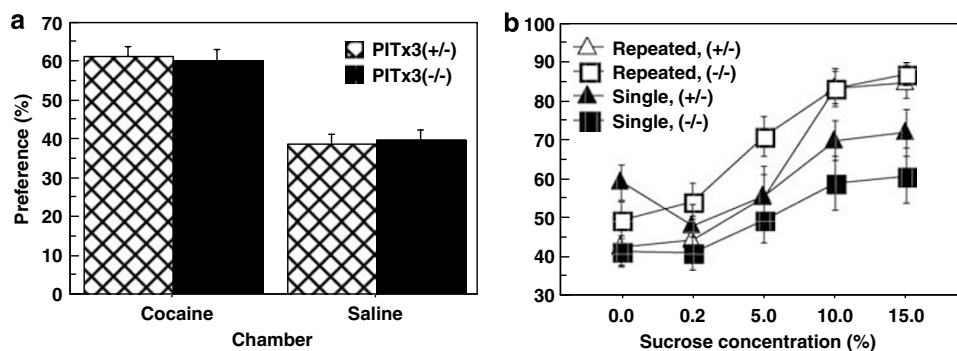 a
70
60
50
40
30
20
10
0
Preference (%)
PITx3(+/-)
PITx3(-/-)
Cocaine
Saline
Chamber
b
100
90
80
70
60
50
40
30
Repeated, (+/-)
Repeated, (-/-)
Single, (+/-)
Single, (-/-)
0.0 0.2 5.0 10.0 15.0
Sucrose concentration (%)